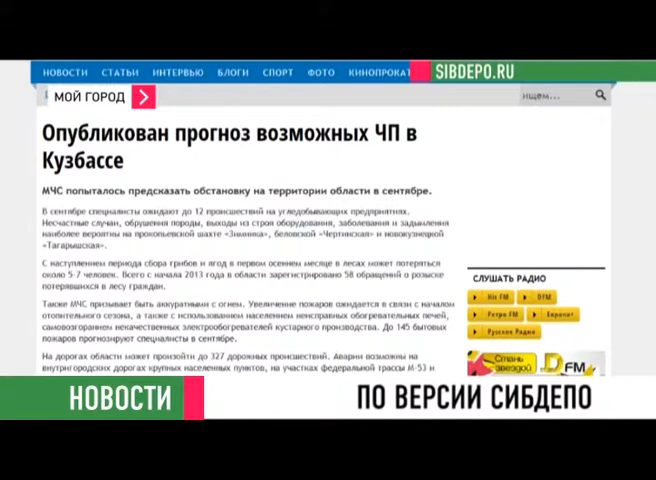 НОВОСТИ СТАТЬИ ИНТЕРВЬЮ БЛОГИ СПОРТ ФОТО КИНОПРОКАТ
SIBDEPO.RU
МОЙ ГОРОД
ищем...
Опубликован прогноз возможных ЧП в
Кузбассе
МЧС попыталось предсказать обстановку на территории области в сентябре.
В сентябре специалисты ожидают до 12 происшествий на угледобывающих предприятиях.
Несчастные случаи, обрушения породы, выходы из строя оборудования, заболевания и задымления
наиболее вероятны на прокопьевской шахте «Зиминка», беловской «Чертинская» и новокузнецкой
«Тагарышская».
С наступлением периода сбора грибов и ягод в первом осеннем месяце в лесах может потеряться
около 5-7 человек. Всего с начала 2013 года в области зарегистрировано 58 обращений о розыске
потерявшихся в лесу граждан.
Также МЧС призывает быть аккуратными с огнем. Увеличение пожаров ожидается в связи с началом
отопительного сезона, а также с использованием населением неисправных обогревательных печей,
самовозгоранием некачественных электрообогревателей кустарного производства. До 145 бытовых
пожаров прогнозируют специалисты в сентябре.
На дорогах области может произойти до 327 дорожных происшествий. Аварии возможны на
внутригородских дорогах крупных населенных пунктов, на участках федеральной трассы М-53 и
СЛУШАТЬ РАДИО
Hit FM DFM
Ретро FM Европа+
Русское Радио
Стань звездой DFM
НОВОСТИ
ПО ВЕРСИИ СИБДЕПО